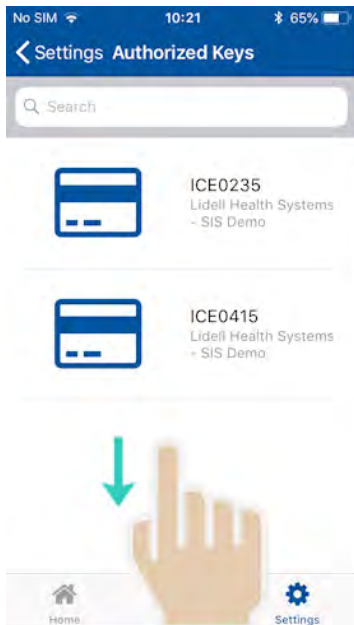 No SIM 10:21 65%
Settings Authorized Keys
Search
ICE0235
Lidell Health Systems
- SIS Demo
ICE0415
Lidell Health Systems
- SIS Demo
Home Settings